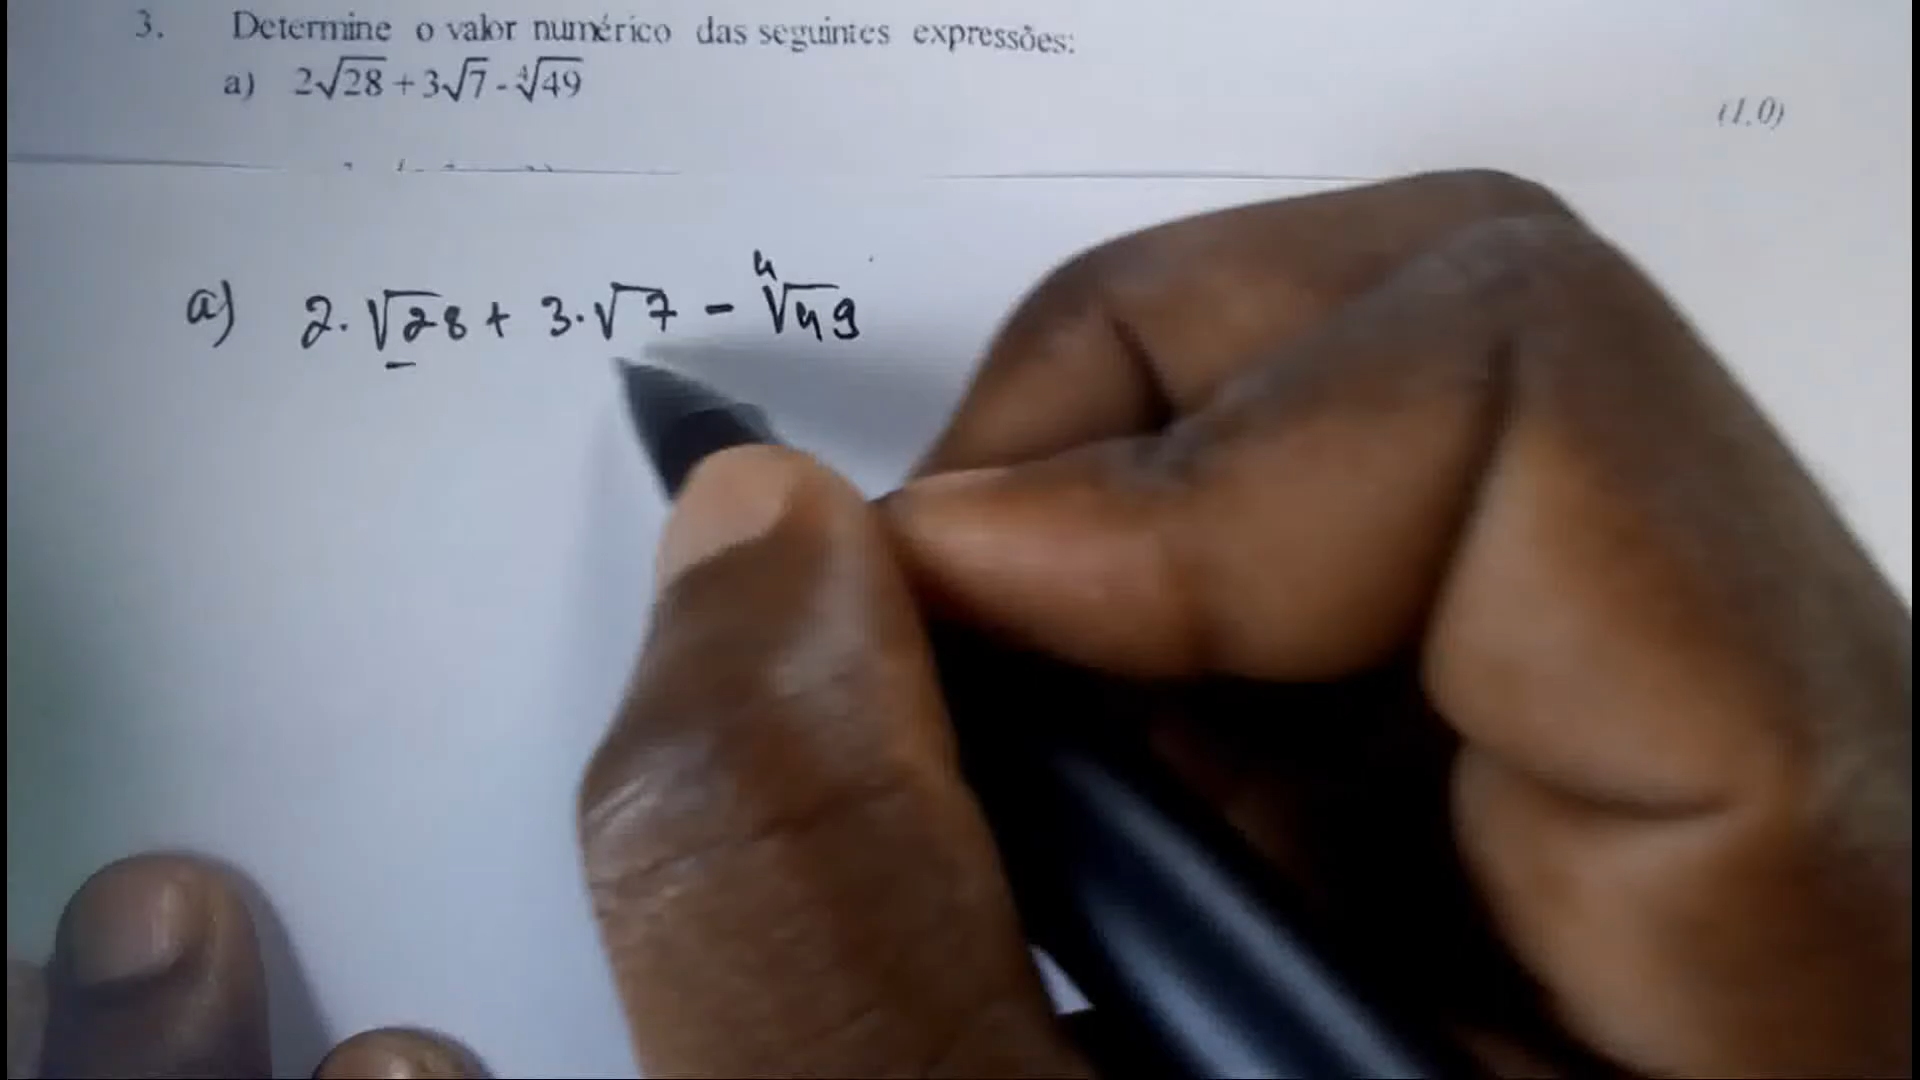 3. Determine o valor numérico das seguintes expressões:
a) 2√28 + 3√7 - ∜49
(1,0)
a) 2·√28 + 3·√7 - ∜49